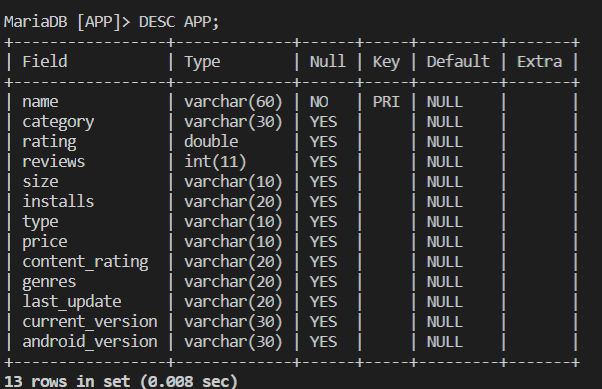 MariaDB [APP]> DESC APP;
+-----------------+-------------+------+-----+---------+-------+
| Field           | Type        | Null | Key | Default | Extra |
+-----------------+-------------+------+-----+---------+-------+
| name            | varchar(60) | NO   | PRI | NULL    |       |
| category        | varchar(30) | YES  |     | NULL    |       |
| rating          | double      | YES  |     | NULL    |       |
| reviews         | int(11)     | YES  |     | NULL    |       |
| size            | varchar(10) | YES  |     | NULL    |       |
| installs        | varchar(20) | YES  |     | NULL    |       |
| type            | varchar(10) | YES  |     | NULL    |       |
| price           | varchar(10) | YES  |     | NULL    |       |
| content_rating  | varchar(20) | YES  |     | NULL    |       |
| genres          | varchar(20) | YES  |     | NULL    |       |
| last_update     | varchar(20) | YES  |     | NULL    |       |
| current_version | varchar(30) | YES  |     | NULL    |       |
| android_version | varchar(30) | YES  |     | NULL    |       |
+-----------------+-------------+------+-----+---------+-------+
13 rows in set (0.008 sec)